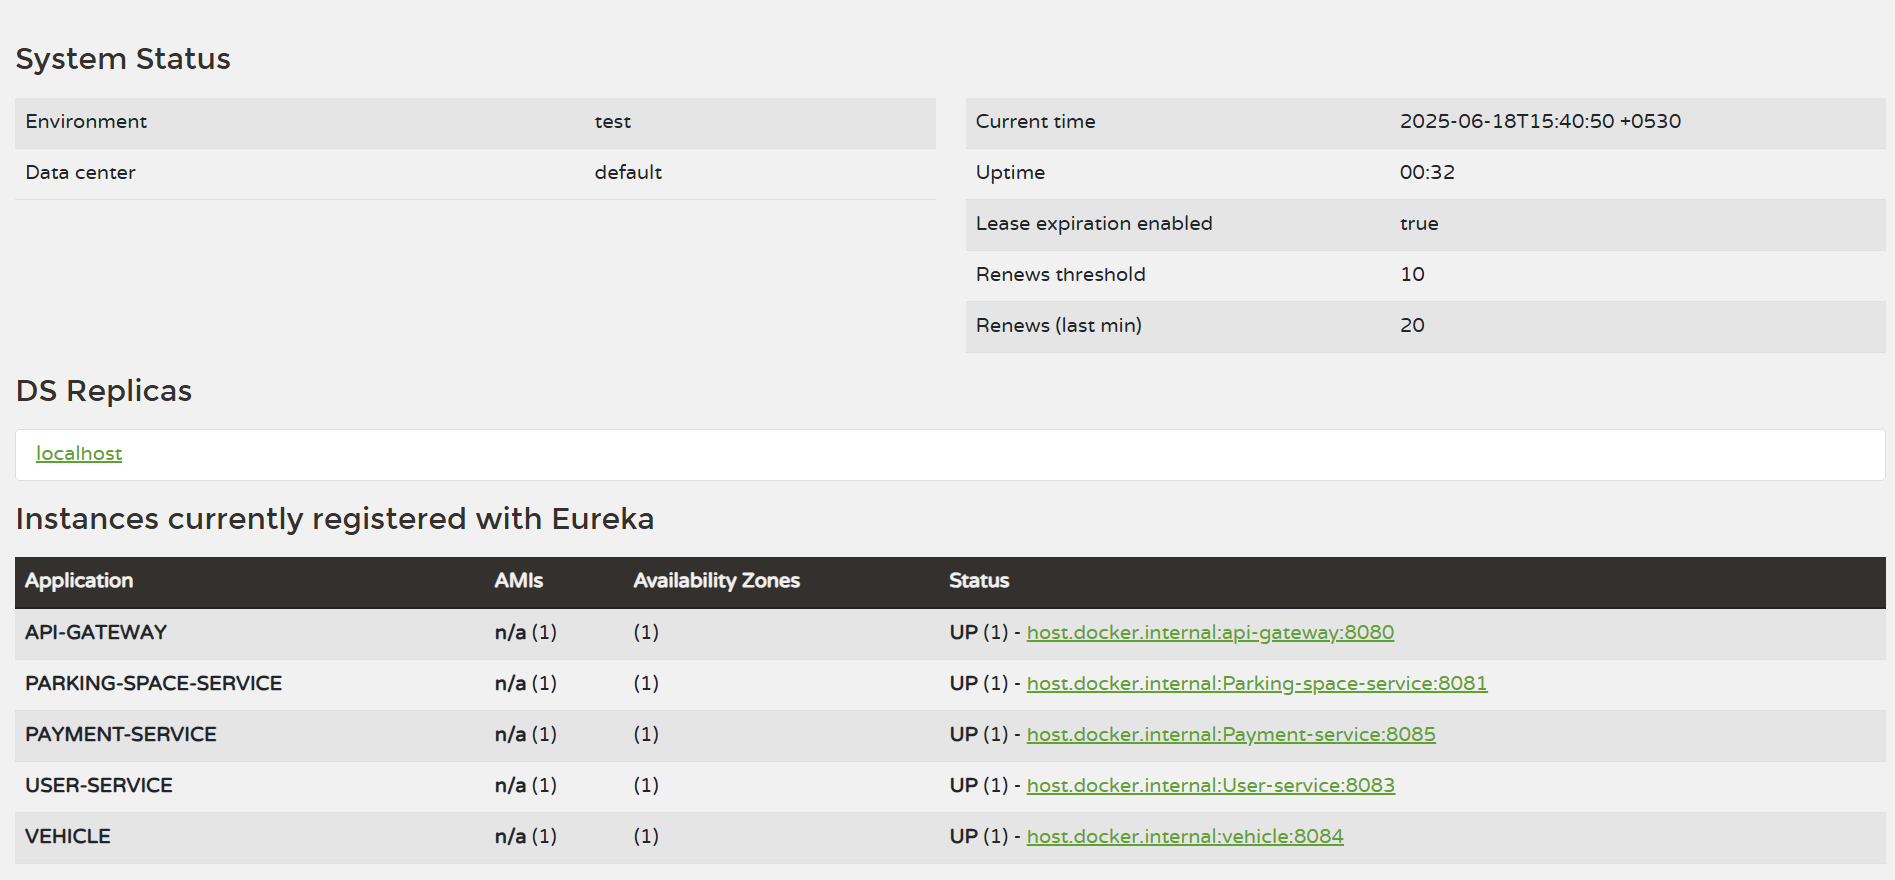 System Status
Environment test
Data center default
Current time 2025-06-18T15:40:50 +0530
Uptime 00:32
Lease expiration enabled true
Renews threshold 10
Renews (last min) 20
DS Replicas
localhost
Instances currently registered with Eureka
Application AMIs Availability Zones Status
API-GATEWAY n/a (1) (1) UP (1) - host.docker.internal:api-gateway:8080
PARKING-SPACE-SERVICE n/a (1) (1) UP (1) - host.docker.internal:Parking-space-service:8081
PAYMENT-SERVICE n/a (1) (1) UP (1) - host.docker.internal:Payment-service:8085
USER-SERVICE n/a (1) (1) UP (1) - host.docker.internal:User-service:8083
VEHICLE n/a (1) (1) UP (1) - host.docker.internal:vehicle:8084